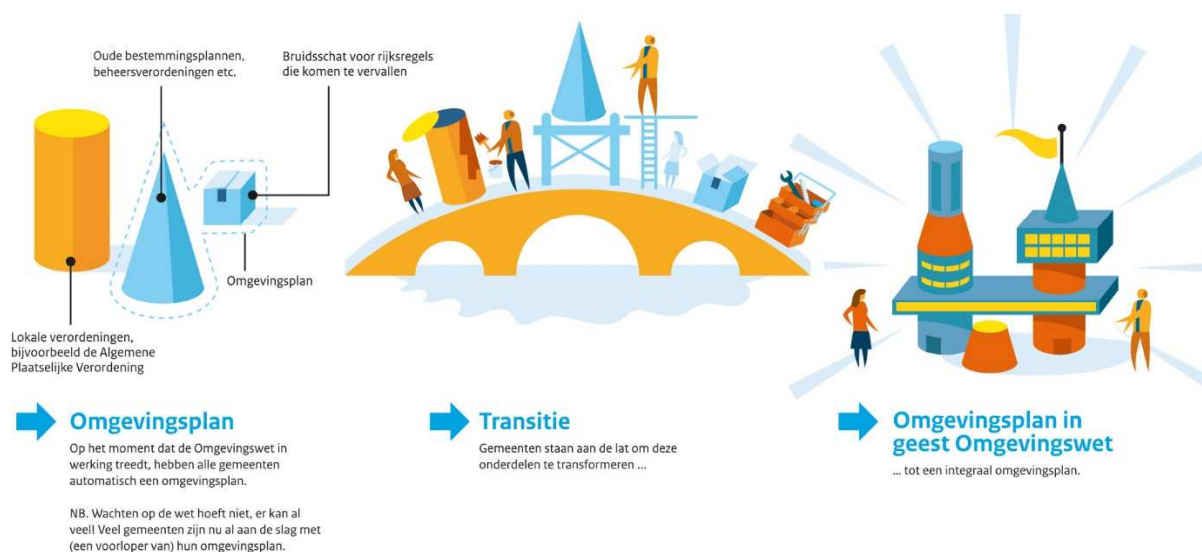 Oude bestemmingsplannen,
beheersverordeningen etc.
Bruidsschat voor rijksregels
die komen te vervallen
Omgevingsplan
Lokale verordeningen,
bijvoorbeeld de Algemene
Plaatselijke Verordening
Omgevingsplan
Op het moment dat de Omgevingswet in
werking treedt, hebben alle gemeenten
automatisch een omgevingsplan.
NB. Wachten op de wet hoeft niet, er kan al
veel! Veel gemeenten zijn nu al aan de slag met
(een voorloper van) hun omgevingsplan.
Transitie
Gemeenten staan aan de lat om deze
onderdelen te transformeren ...
Omgevingsplan in
geest Omgevingswet
... tot een integraal omgevingsplan.